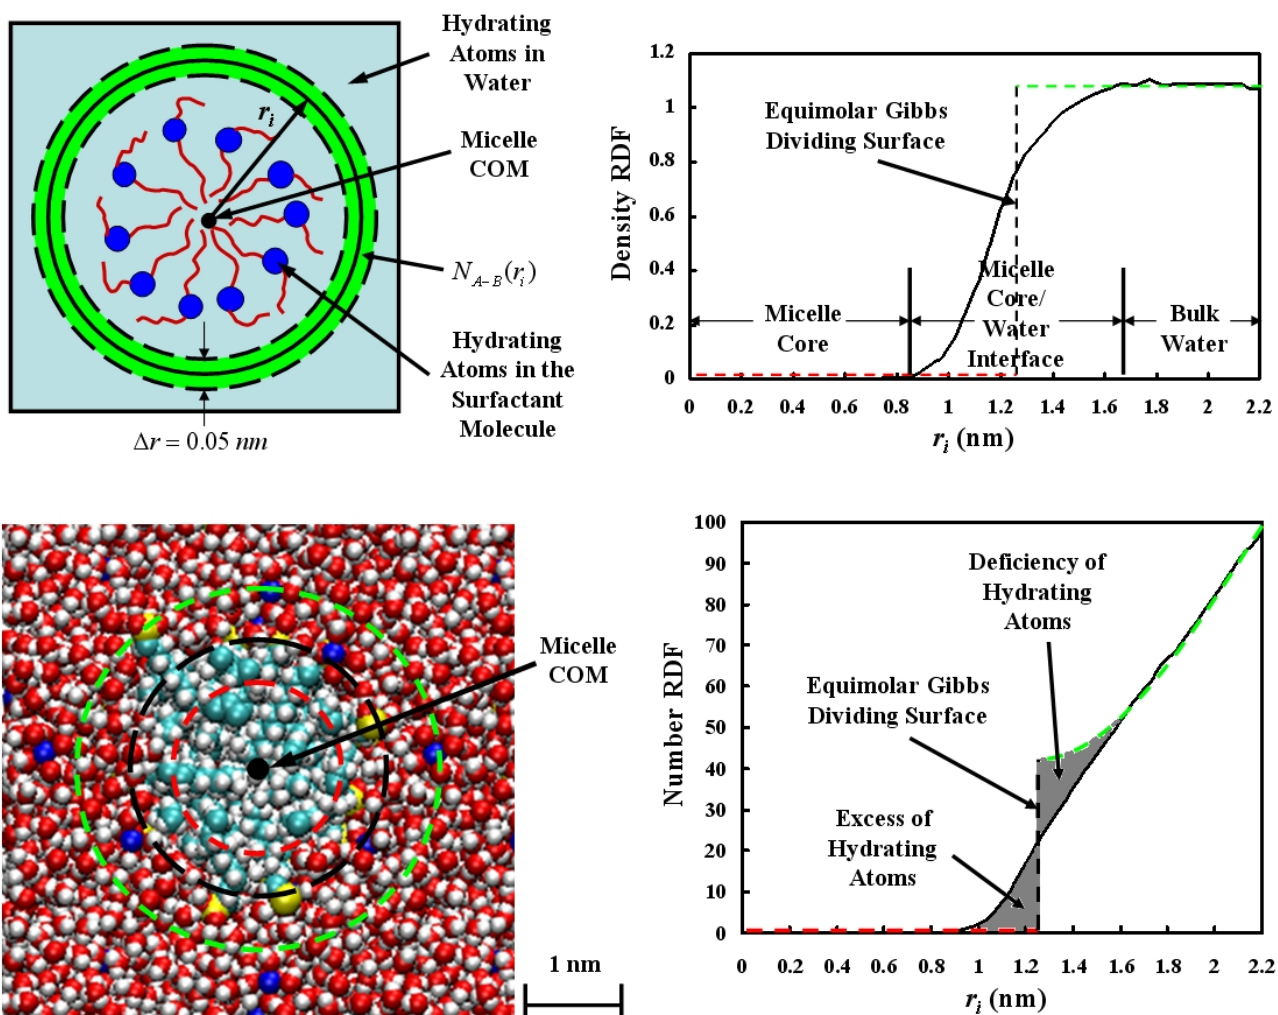 Hydrating
Atoms in
Water
r_i
Micelle
COM
N_{A-B}(r_i)
Hydrating
Atoms in the
Surfactant
Molecule
Δr = 0.05 nm
1.2
1
0.8
0.6
0.4
0.2
0
Density RDF
Equimolar Gibbs
Dividing Surface
Micelle
Core
Micelle
Core/
Water
Interface
Bulk
Water
0 0.2 0.4 0.6 0.8 1 1.2 1.4 1.6 1.8 2 2.2
r_i (nm)
Micelle
COM
1 nm
100
90
80
70
60
50
40
30
20
10
0
Number RDF
Deficiency of
Hydrating
Atoms
Equimolar Gibbs
Dividing Surface
Excess of
Hydrating
Atoms
0 0.2 0.4 0.6 0.8 1 1.2 1.4 1.6 1.8 2 2.2
r_i (nm)